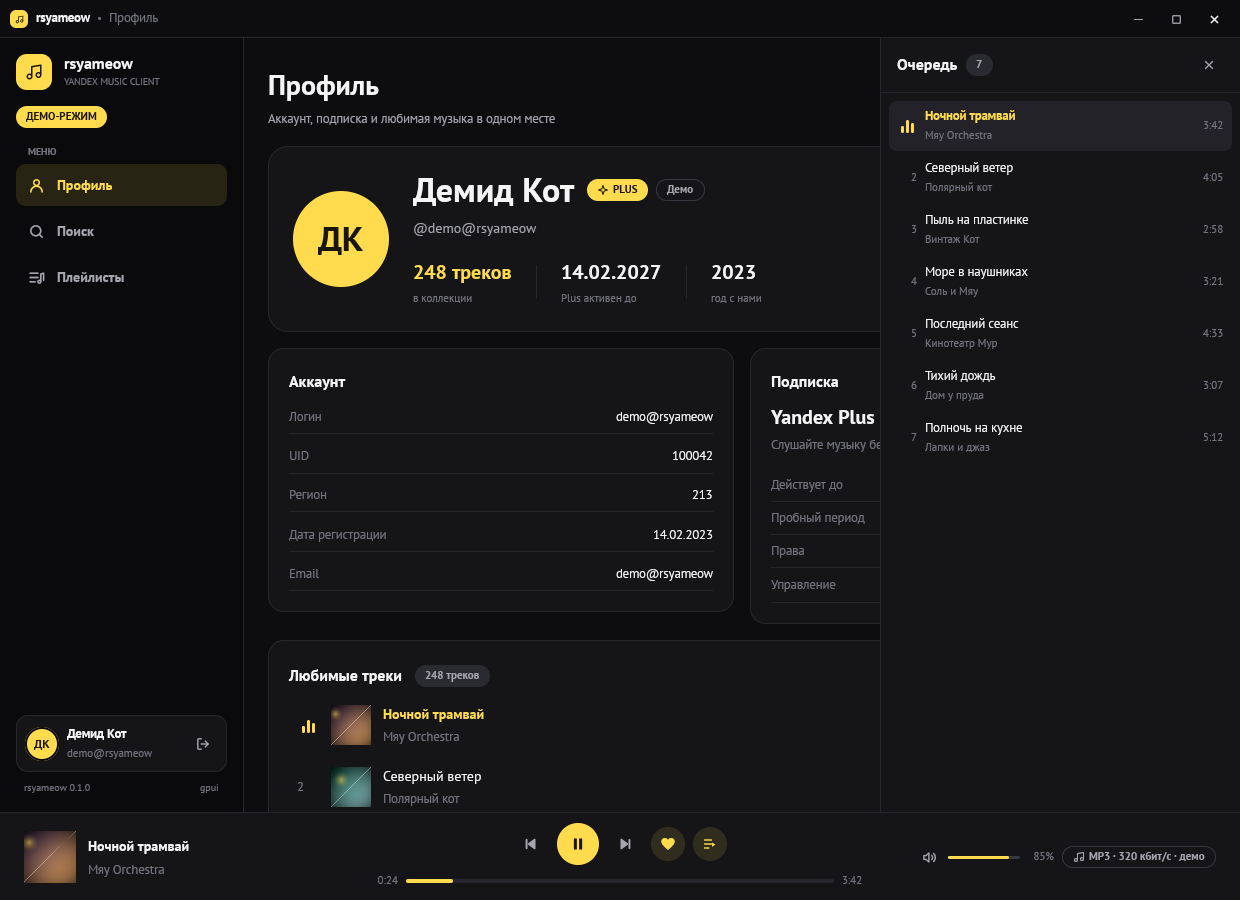 rsyameow • Профиль
rsyameow
YANDEX MUSIC CLIENT
ДЕМО-РЕЖИМ
МЕНЮ
Профиль
Поиск
Плейлисты
ДК
Демид Кот
demo@rsyameow
rsyameow 0.1.0
gpui
Профиль
Аккаунт, подписка и любимая музыка в одном месте
ДК
Демид Кот
PLUS
Демо
@demo@rsyameow
248 треков
в коллекции
14.02.2027
Plus активен до
2023
год с нами
Аккаунт
Логин demo@rsyameow
UID 100042
Регион 213
Дата регистрации 14.02.2023
Email demo@rsyameow
Подписка
Yandex Plus
Слушайте музыку бе
Действует до
Пробный период
Права
Управление
Любимые треки 248 треков
Ночной трамвай
Мяу Orchestra
2 Северный ветер
Полярный кот
Очередь 7
Ночной трамвай 3:42
Мяу Orchestra
2 Северный ветер 4:05
Полярный кот
3 Пыль на пластинке 2:58
Винтаж Кот
4 Море в наушниках 3:21
Соль и Мяу
5 Последний сеанс 4:33
Кинотеатр Мур
6 Тихий дождь 3:07
Дом у пруда
7 Полночь на кухне 5:12
Лапки и джаз
Ночной трамвай
Мяу Orchestra
0:24 3:42
85%
MP3 · 320 кбит/с · демо